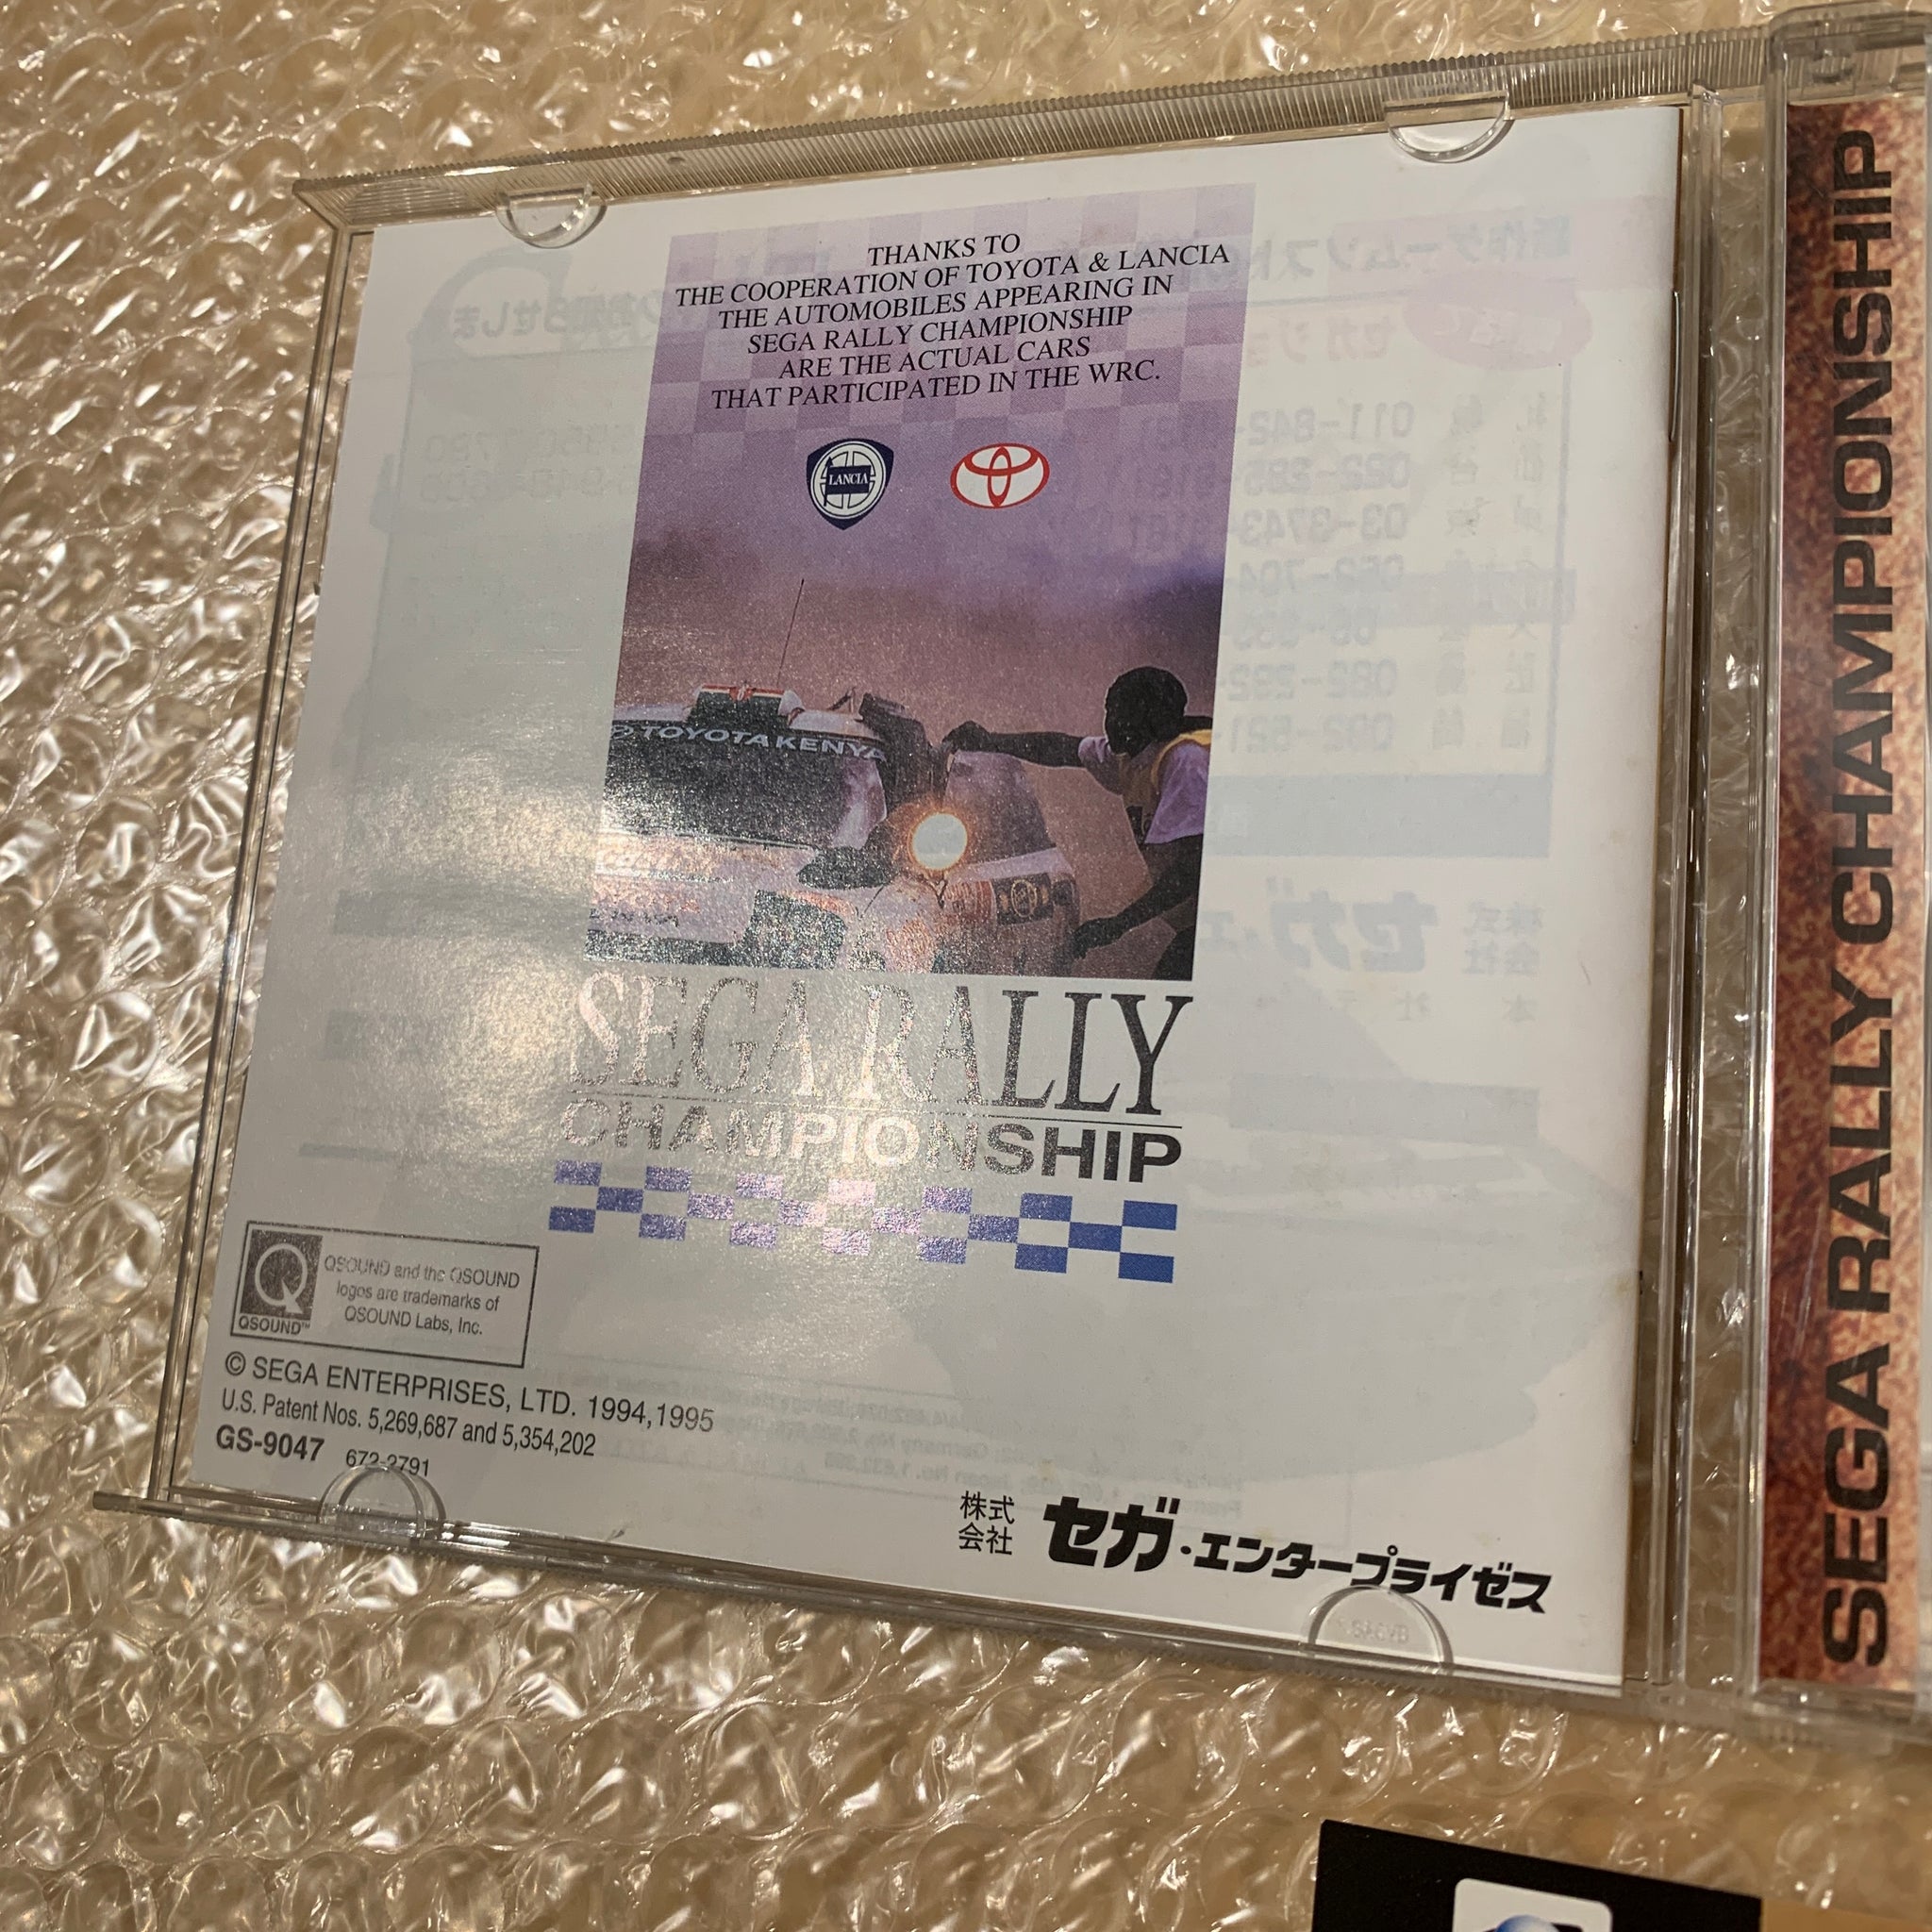 THANKS TO
THE COOPERATION OF TOYOTA & LANCIA
THE AUTOMOBILES APPEARING IN
SEGA RALLY CHAMPIONSHIP
ARE THE ACTUAL CARS
THAT PARTICIPATED IN THE WRC.
LANCIA
TOYOTA KENYA
SEGA RALLY
CHAMPIONSHIP
QSOUND™
QSOUND and the QSOUND
logos are trademarks of
QSOUND Labs, Inc.
© SEGA ENTERPRISES, LTD. 1994,1995
U.S. Patent Nos. 5,269,687 and 5,354,202
GS-9047 672-2791
株式
会社
セガ・エンタープライゼス
SEGA RALLY CHAMPIONSHIP